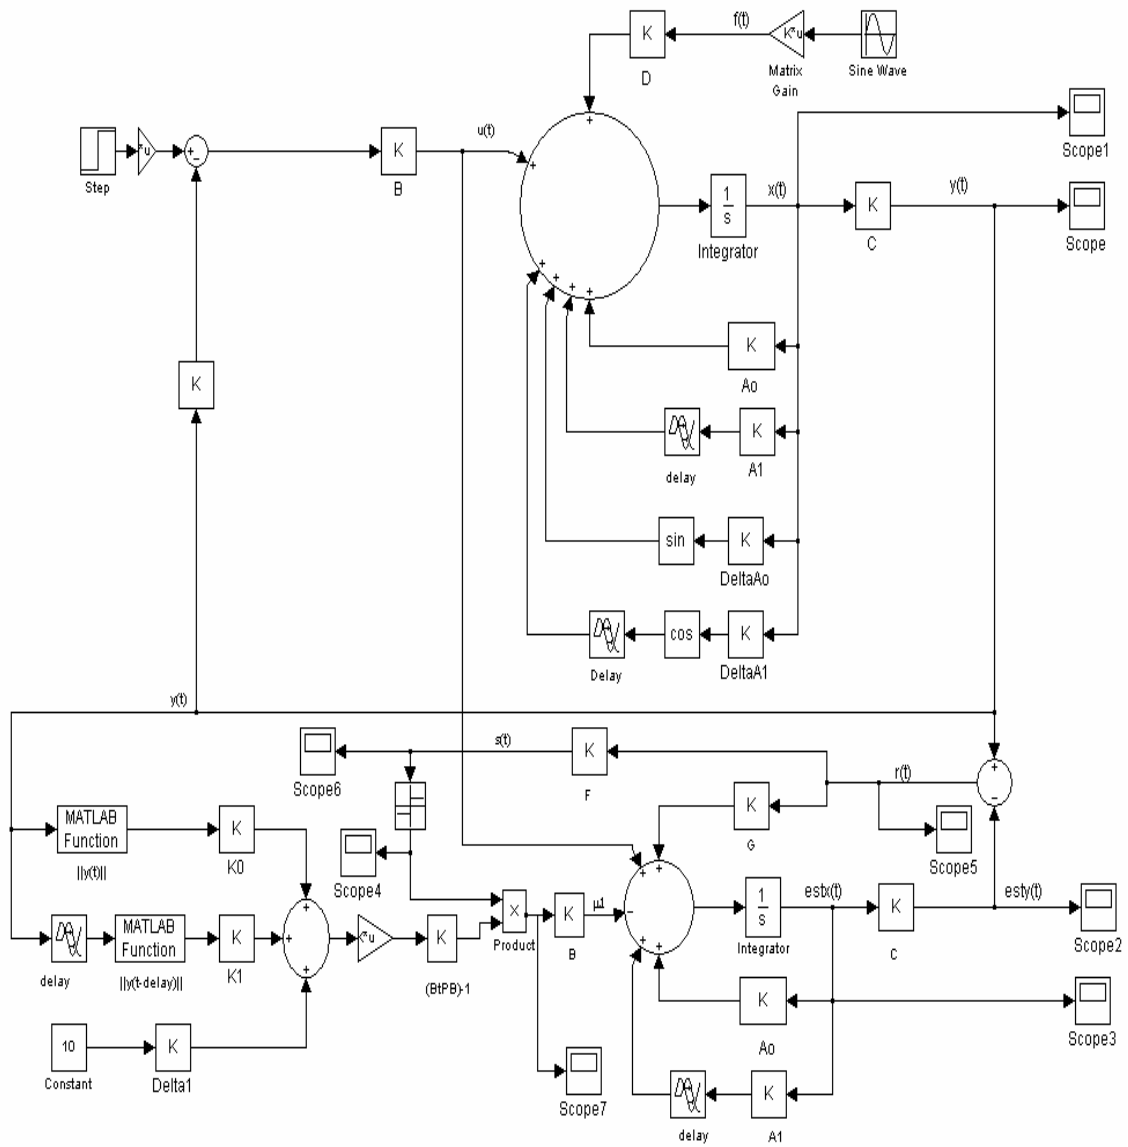 f(t)
K
K*u
D
Matrix
Gain
Sine Wave
u(t)
Scope1
Step
K
B
x(t)
y(t)
1
s
K
Integrator
C
Scope
K
K
Ao
K
A1
delay
sin
K
DeltaAo
cos
K
Delay
DeltaA1
y(t)
s(t)
K
r(t)
Scope6
F
K
G
MATLAB
Function
K
||y(t)||
K0
Scope4
Scope5
estx(t)
esty(t)
MATLAB
Function
K
K
X
Product
K
μ1
1
s
K
Integrator
delay
||y(t-delay)||
K1
(BtPB)-1
B
C
Scope2
10
K
K
Ao
Scope3
Constant
Delta1
Scope7
K
delay
A1